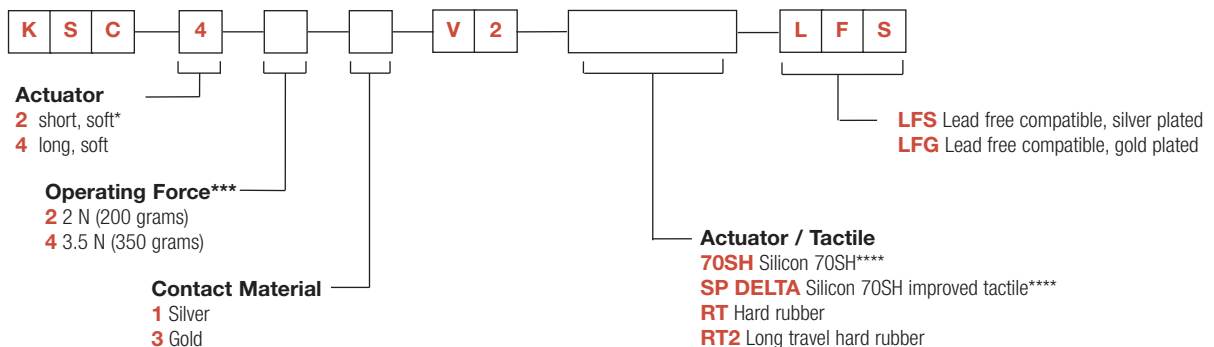 K S C 4 V 2 L F S
Actuator
2 short, soft*
4 long, soft
LFS Lead free compatible, silver plated
LFG Lead free compatible, gold plated
Operating Force***
2 2 N (200 grams)
4 3.5 N (350 grams)
Actuator / Tactile
70SH Silicon 70SH****
SP DELTA Silicon 70SH improved tactile****
RT Hard rubber
RT2 Long travel hard rubber
Contact Material
1 Silver
3 Gold